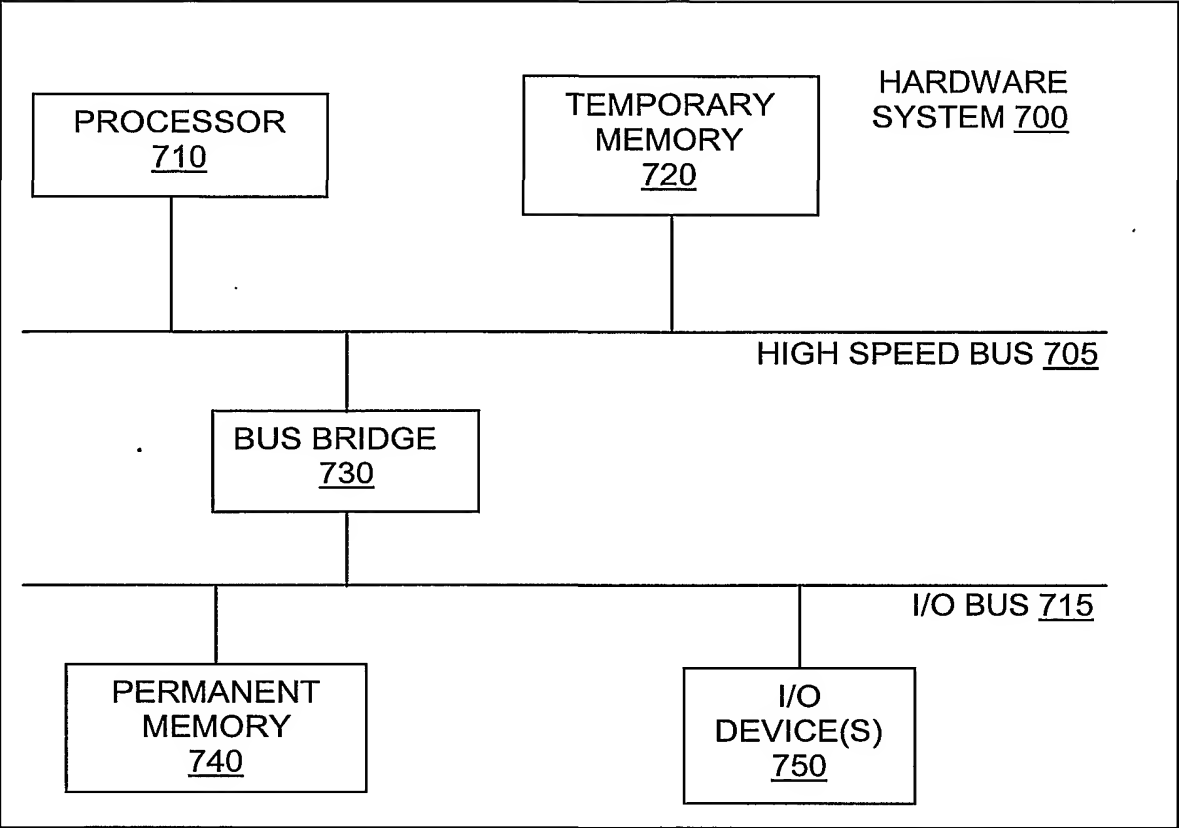 HARDWARE
SYSTEM 700
PROCESSOR
710
TEMPORARY
MEMORY
720
HIGH SPEED BUS 705
BUS BRIDGE
730
I/O BUS 715
PERMANENT
MEMORY
740
I/O
DEVICE(S)
750